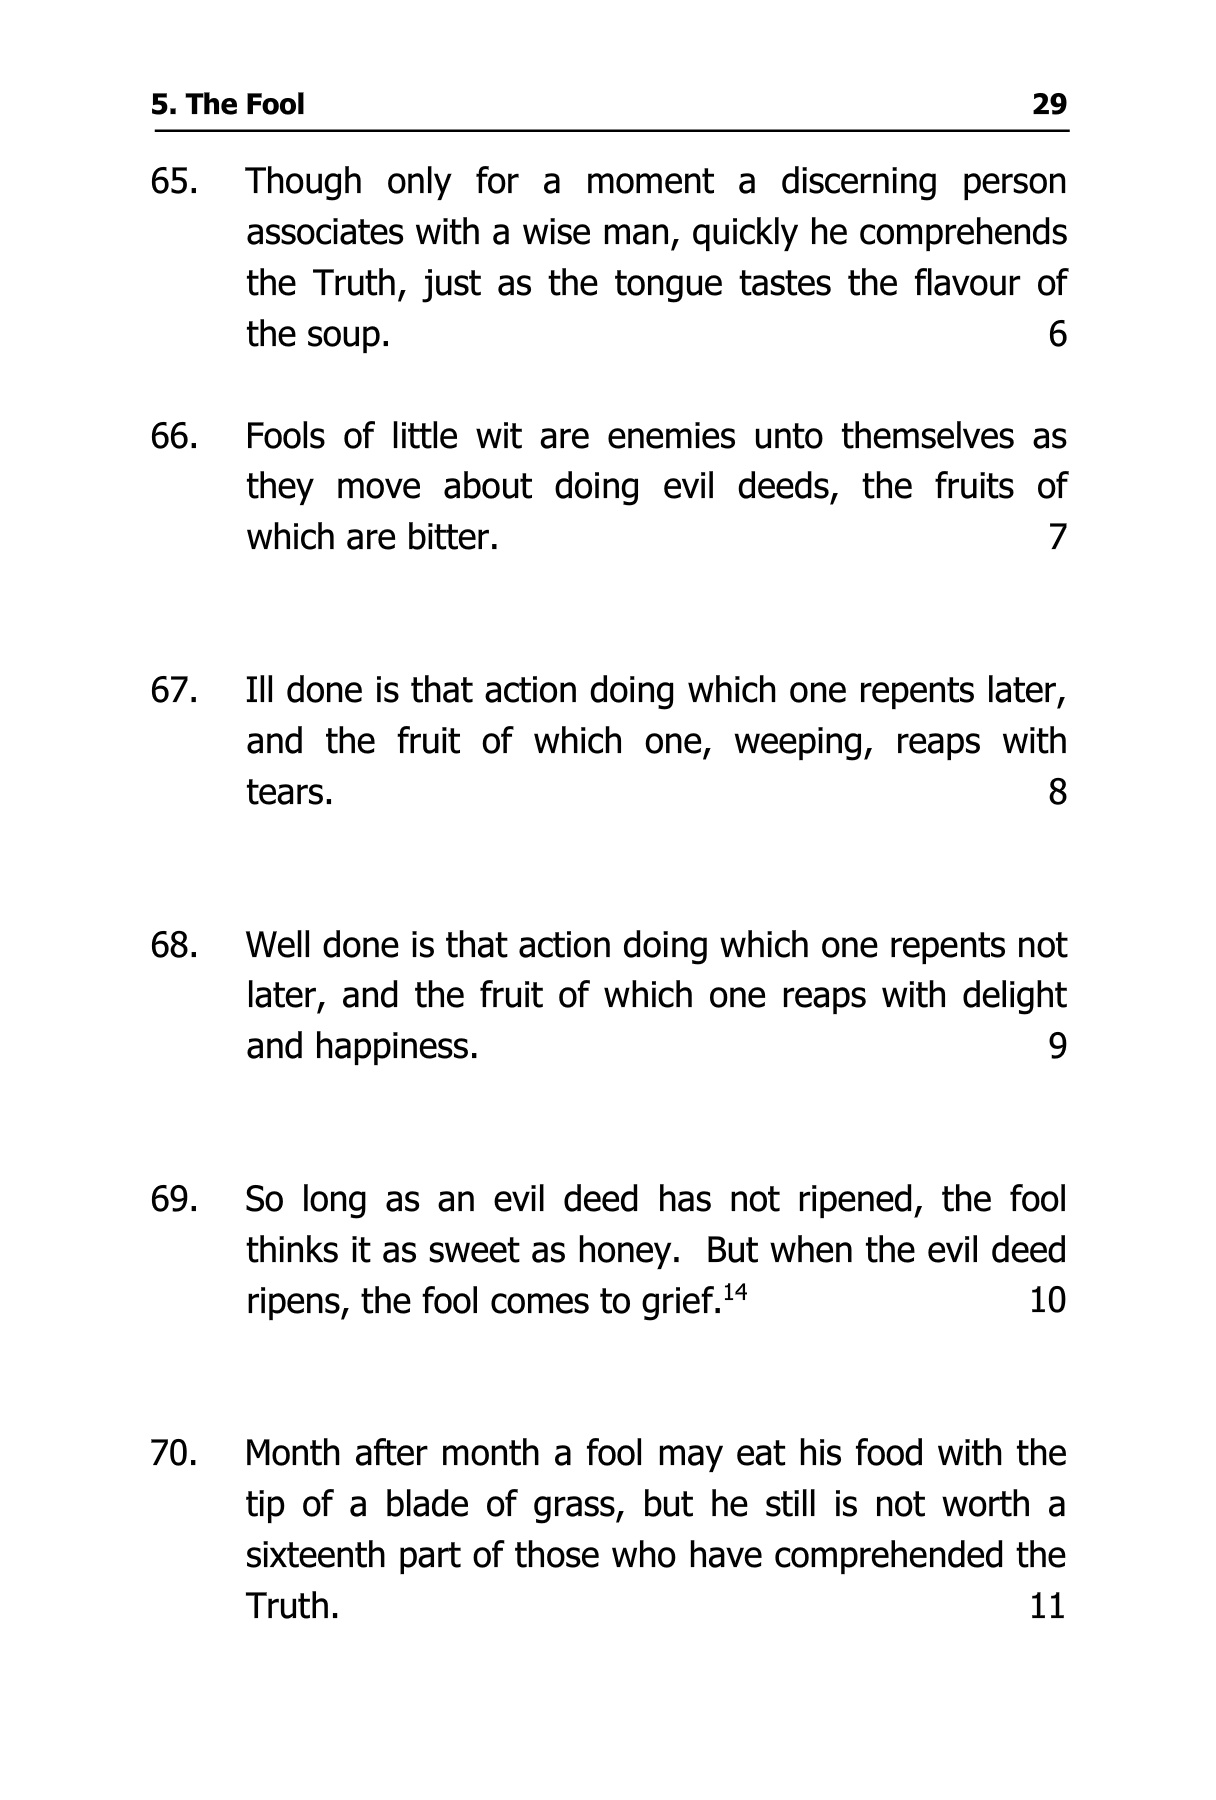 5. The Fool 29
65. Though only for a moment a discerning person
associates with a wise man, quickly he comprehends
the Truth, just as the tongue tastes the flavour of
the soup. 6
66. Fools of little wit are enemies unto themselves as
they move about doing evil deeds, the fruits of
which are bitter. 7
67. Ill done is that action doing which one repents later,
and the fruit of which one, weeping, reaps with
tears. 8
68. Well done is that action doing which one repents not
later, and the fruit of which one reaps with delight
and happiness. 9
69. So long as an evil deed has not ripened, the fool
thinks it as sweet as honey.  But when the evil deed
ripens, the fool comes to grief.¹⁴ 10
70. Month after month a fool may eat his food with the
tip of a blade of grass, but he still is not worth a
sixteenth part of those who have comprehended the
Truth. 11